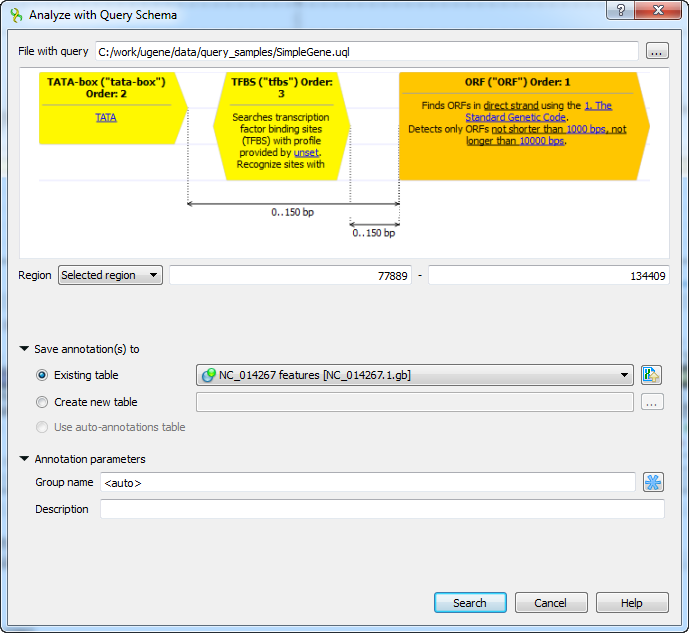 Analyze with Query Schema
?
File with query C:/work/ugene/data/query_samples/SimpleGene.uql ...
TATA-box ("tata-box")
Order: 2
TATA
TFBS ("tfbs") Order:
3
Searches transcription
factor binding sites
(TFBS) with profile
provided by unset.
Recognize sites with
ORF ("ORF") Order: 1
Finds ORFs in direct strand using the 1. The
Standard Genetic Code.
Detects only ORFs not shorter than 1000 bps, not
longer than 10000 bps.
0..150 bp
0..150 bp
Region Selected region 77889 - 134409
Save annotation(s) to
Existing table NC_014267 features [NC_014267.1.gb]
Create new table ...
Use auto-annotations table
Annotation parameters
Group name <auto>
Description
Search Cancel Help